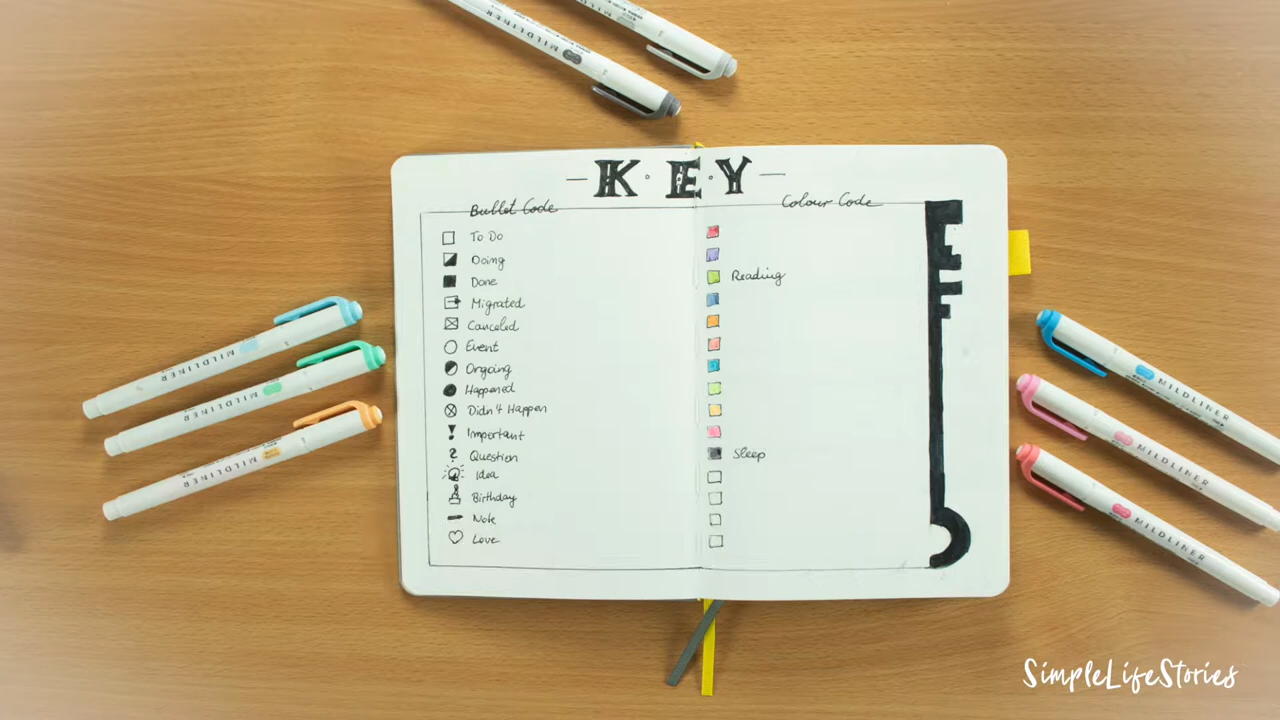 MILDLINER
KEY
Bullet Code
To Do
Doing
Done
Migrated
Canceled
Event
Ongoing
Happened
Didn't Happen
Important
Question
Idea
Birthday
Note
Love
Colour Code
Reading
Sleep
MILDLINER
MILDLINER
MILDLINER
MILDLINER
MILDLINER
MILDLINER
SimpleLifeStories